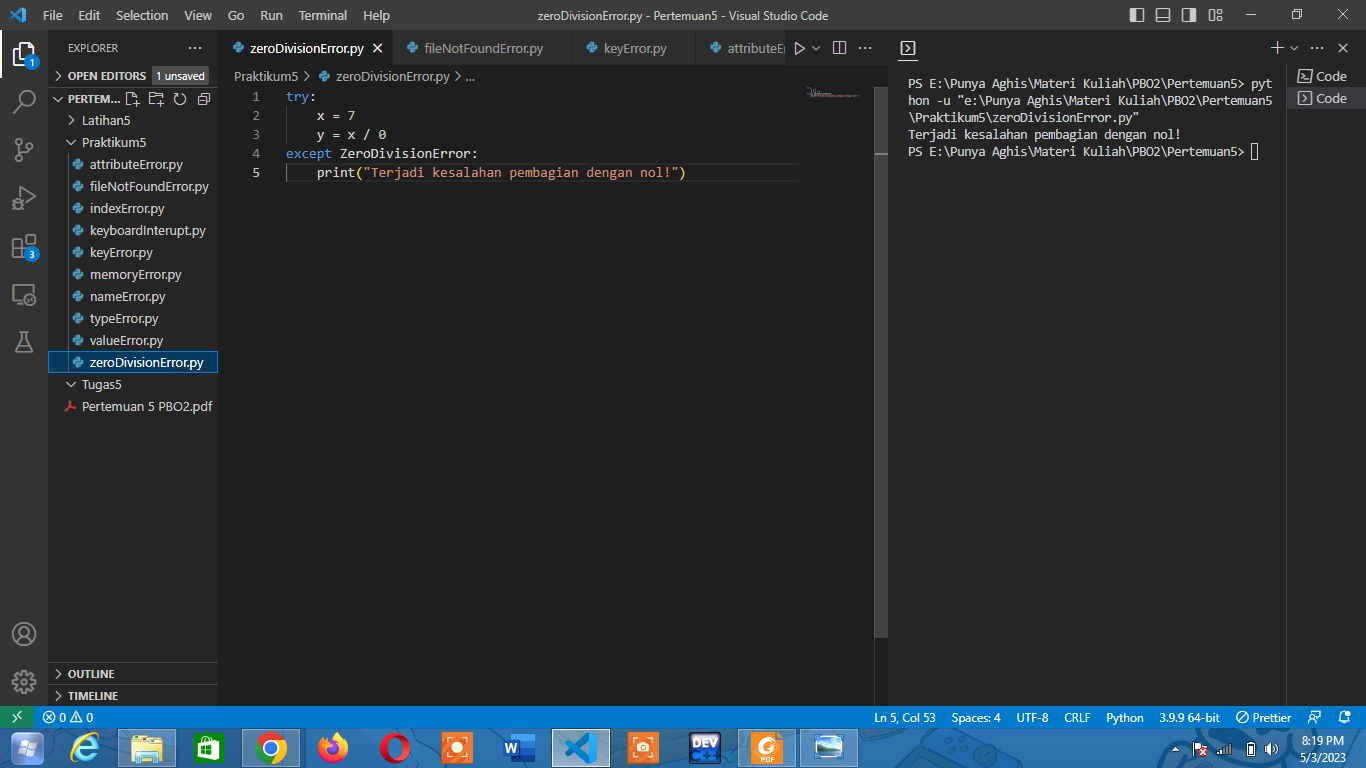 File Edit Selection View Go Run Terminal Help zeroDivisionError.py - Pertemuan5 - Visual Studio Code
EXPLORER
1
OPEN EDITORS 1 unsaved
PERTEM...
Latihan5
Praktikum5
attributeError.py
fileNotFoundError.py
indexError.py
keyboardInterupt.py
keyError.py
memoryError.py
nameError.py
typeError.py
valueError.py
zeroDivisionError.py
Tugas5
Pertemuan 5 PBO2.pdf
3
OUTLINE
TIMELINE
zeroDivisionError.py fileNotFoundError.py keyError.py attributeE
Praktikum5 > zeroDivisionError.py > ...
1 try:
2 x = 7
3 y = x / 0
4 except ZeroDivisionError:
5 print("Terjadi kesalahan pembagian dengan nol!")
PS E:\Punya Aghis\Materi Kuliah\PBO2\Pertemuan5> pyt
hon -u "e:\Punya Aghis\Materi Kuliah\PBO2\Pertemuan5
\Praktikum5\zeroDivisionError.py"
Terjadi kesalahan pembagian dengan nol!
PS E:\Punya Aghis\Materi Kuliah\PBO2\Pertemuan5>
Code
Code
0 0 Ln 5, Col 53 Spaces: 4 UTF-8 CRLF Python 3.9.9 64-bit Prettier
W DEV C++ PDF
8:19 PM
5/3/2023